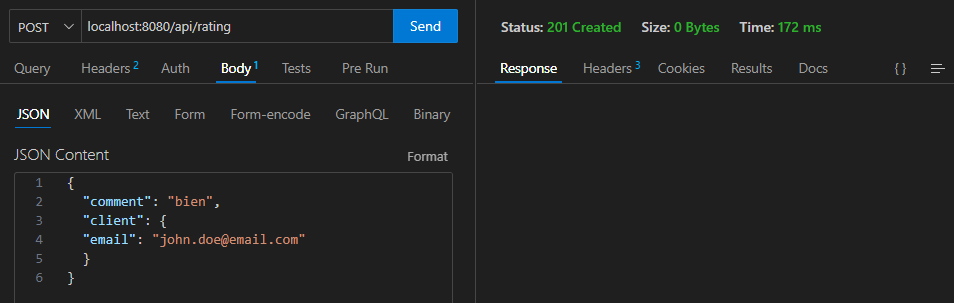 POST localhost:8080/api/rating Send
Query Headers 2 Auth Body 1 Tests Pre Run
JSON XML Text Form Form-encode GraphQL Binary
JSON Content Format
1 {
2 "comment": "bien",
3 "client": {
4 "email": "john.doe@email.com"
5 }
6 }
Status: 201 Created Size: 0 Bytes Time: 172 ms
Response Headers 3 Cookies Results Docs { }